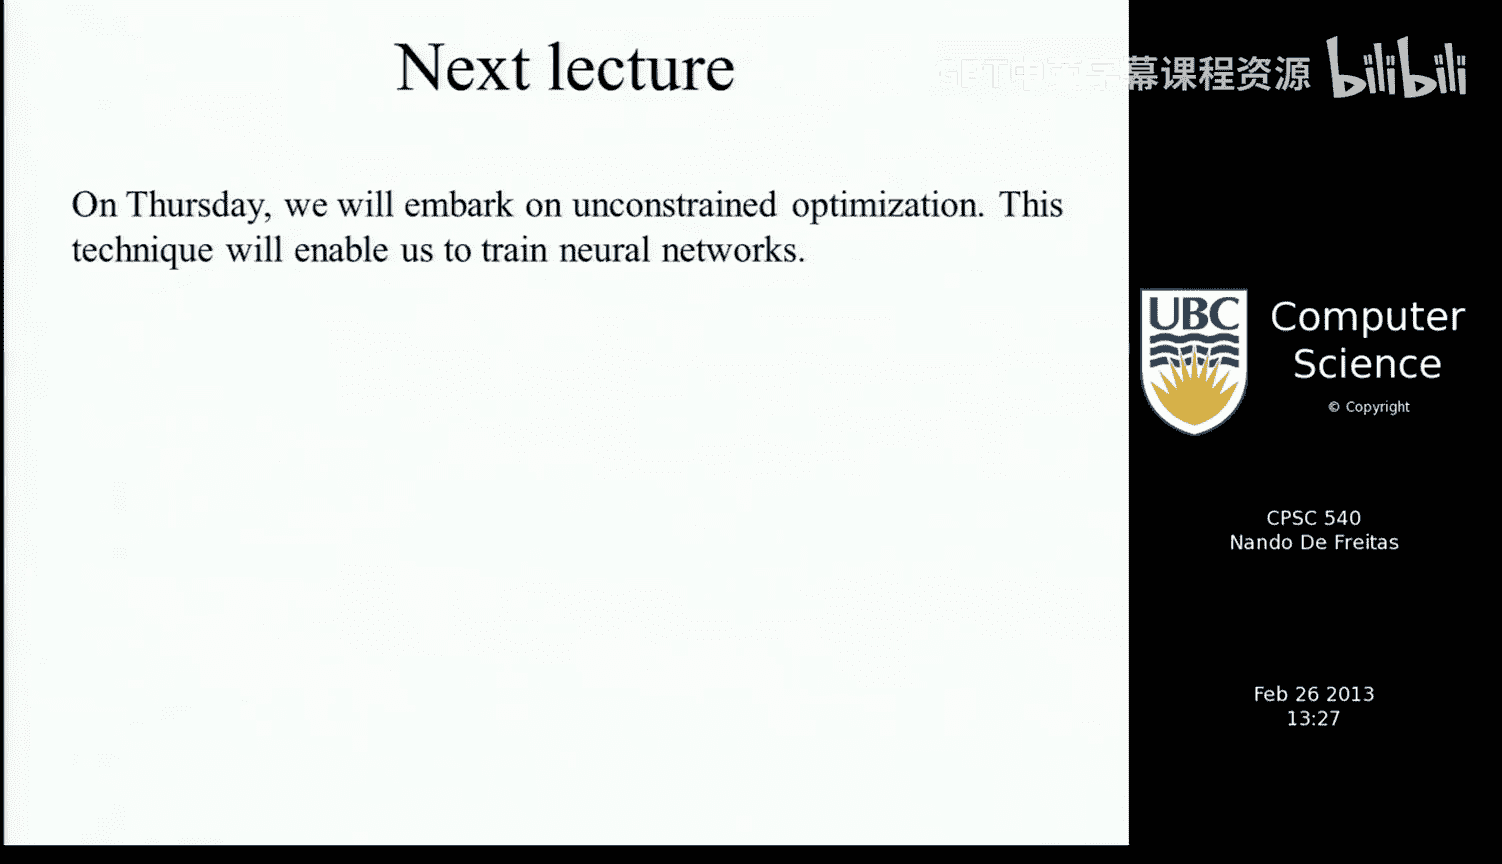 Next lecture
On Thursday, we will embark on unconstrained optimization. This
technique will enable us to train neural networks.
字幕课程资源 bilibili
UBC
Computer
Science
© Copyright
CPSC 540
Nando De Freitas
Feb 26 2013
13:27